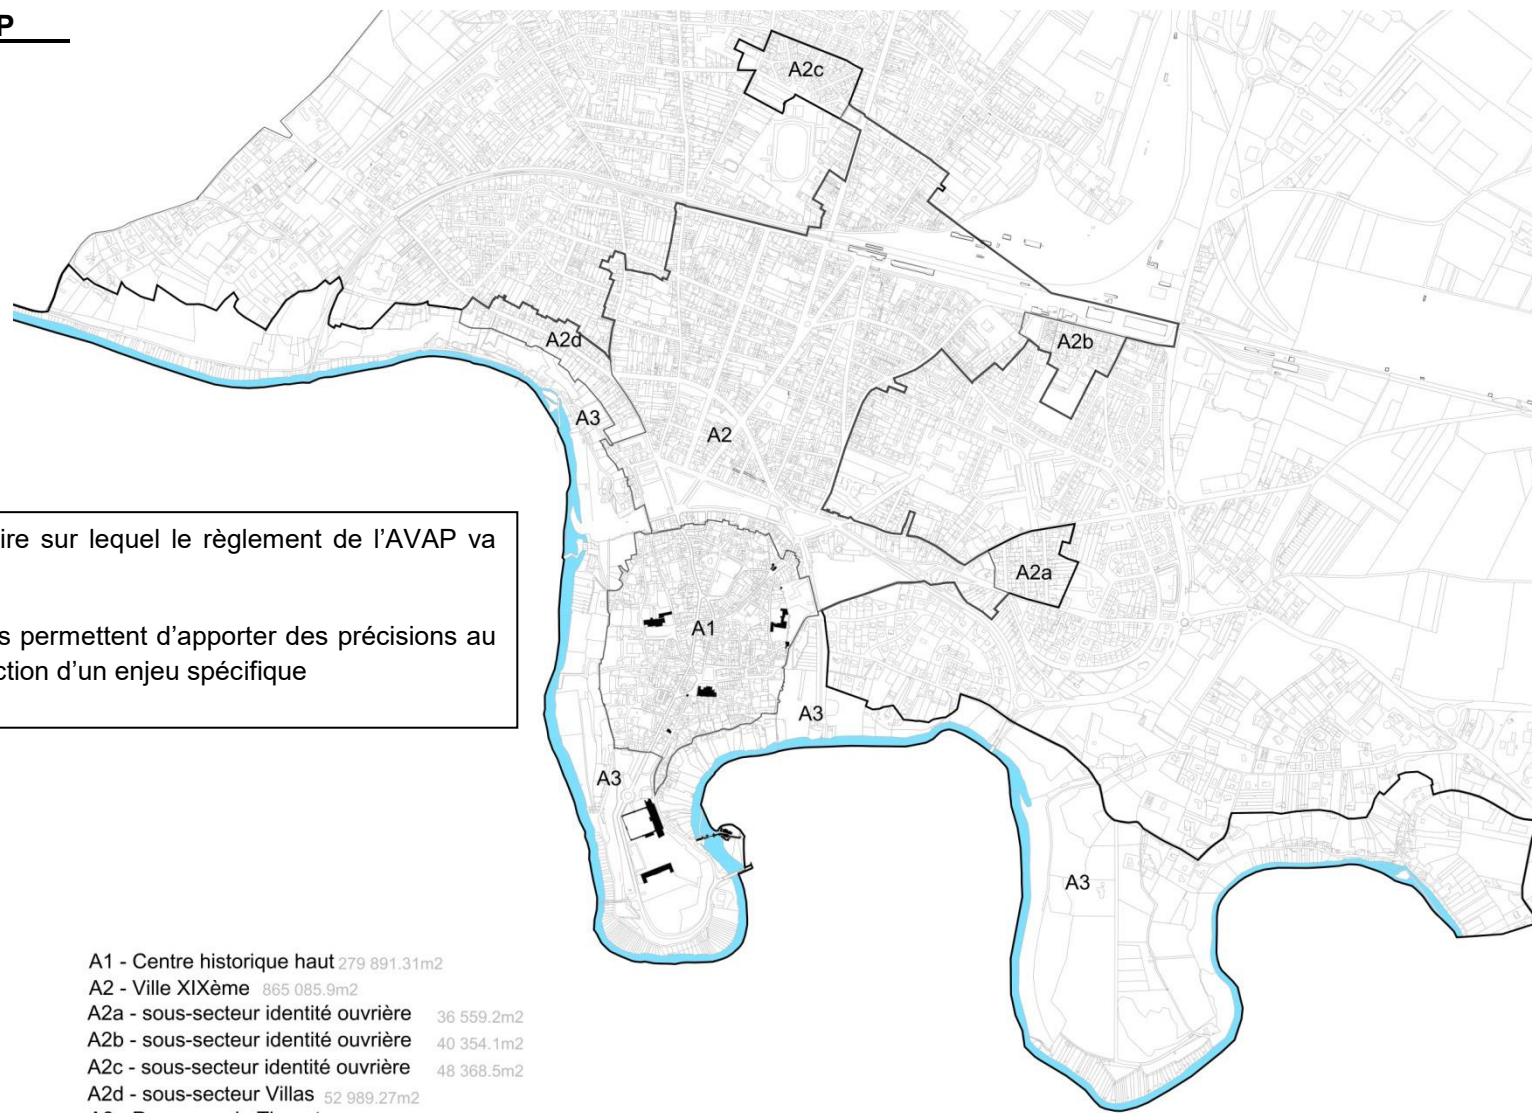 P
A2c
A2d
A2b
A3
A2
ire sur lequel le règlement de l’AVAP va
A2a
s permettent d’apporter des précisions au
ction d’un enjeu spécifique
A1
A3
A3
A3
A1 - Centre historique haut 279 891.31m2
A2 - Ville XIXème 865 085.9m2
A2a - sous-secteur identité ouvrière 36 559.2m2
A2b - sous-secteur identité ouvrière 40 354.1m2
A2c - sous-secteur identité ouvrière 48 368.5m2
A2d - sous-secteur Villas 52 989.27m2